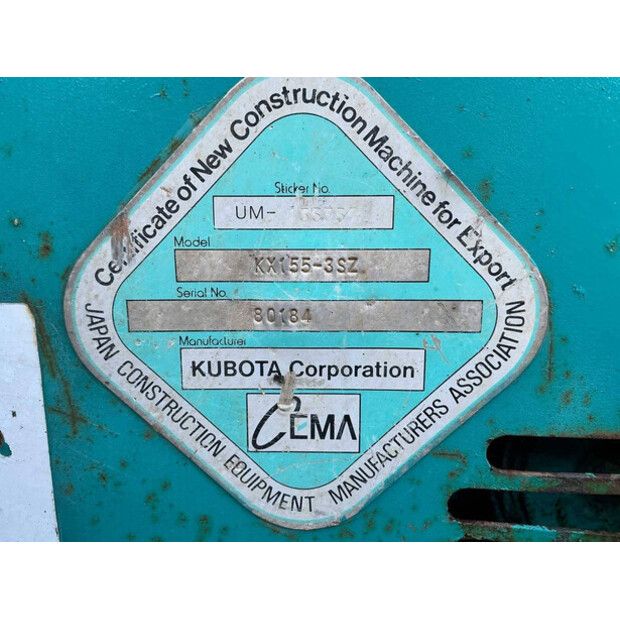 Certificate of New Construction Machine for Export
Sticker No.
UM-
Model
KX155-3SZ
Serial No.
80184
Manufacturer
KUBOTA Corporation
CEMA
JAPAN CONSTRUCTION EQUIPMENT MANUFACTURERS ASSOCIATION